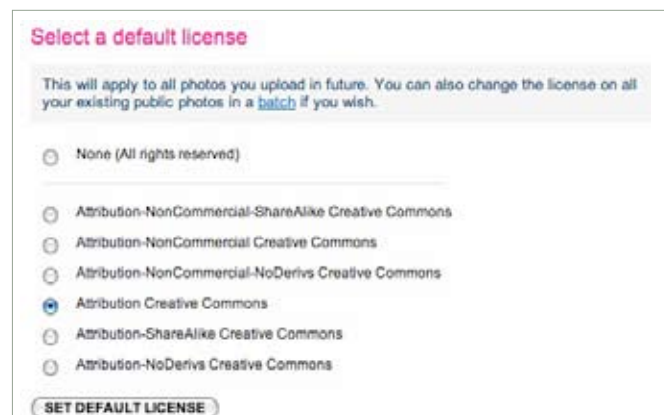 Select a default license
This will apply to all photos you upload in future. You can also change the license on all
your existing public photos in a batch if you wish.
None (All rights reserved)
Attribution-NonCommercial-ShareAlike Creative Commons
Attribution-NonCommercial Creative Commons
Attribution-NonCommercial-NoDerivs Creative Commons
Attribution Creative Commons
Attribution-ShareAlike Creative Commons
Attribution-NoDerivs Creative Commons
SET DEFAULT LICENSE